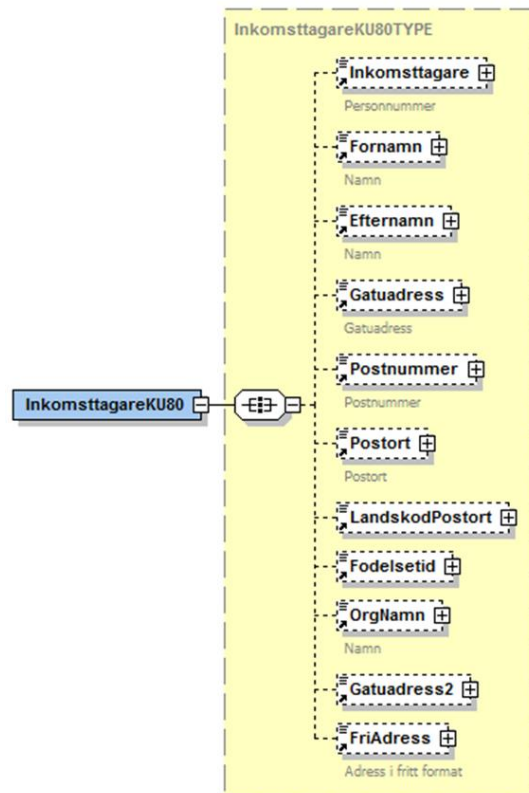 InkomsttagareKU80TYPE
Inkomsttagare
Personnummer
Fornamn
Namn
Efternamn
Namn
Gatuadress
Gatuadress
Postnummer
Postnummer
InkomsttagareKU80
Postort
Postort
LandskodPostort
Fodelsetid
OrgNamn
Namn
Gatuadress2
FriAdress
Adress i fritt format